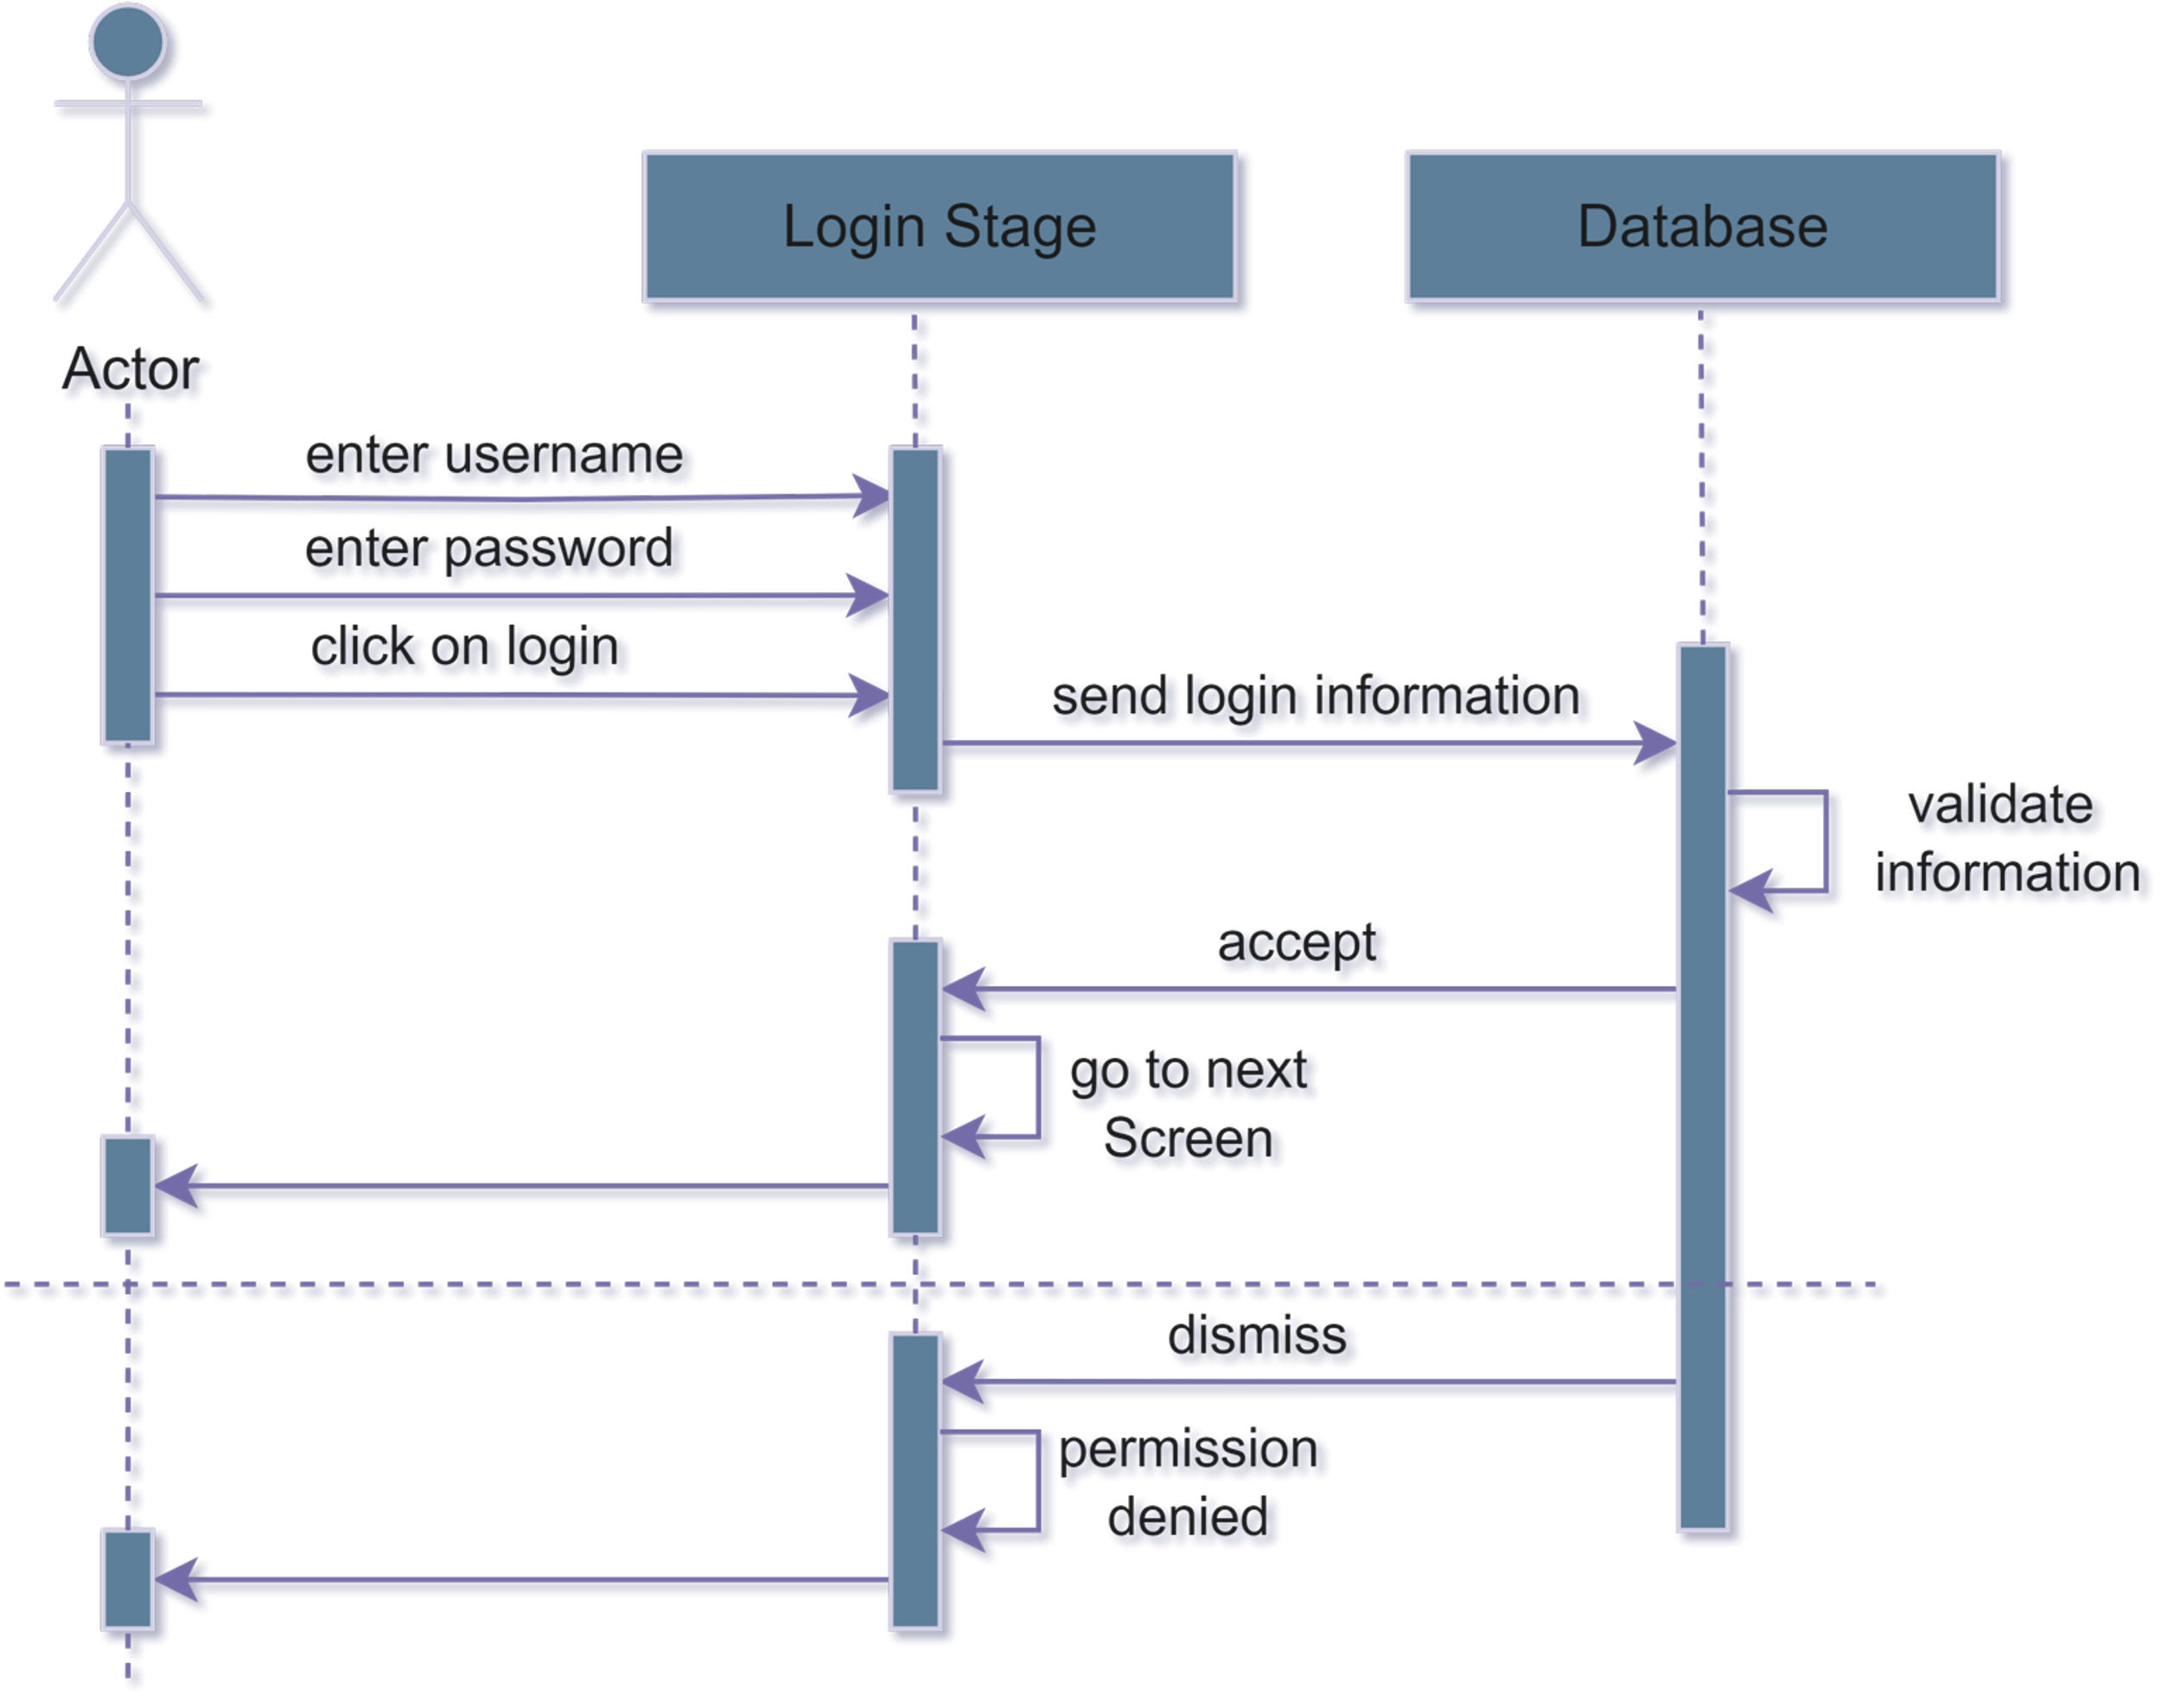 Login Stage
Database
Actor
enter username
enter password
click on login
send login information
validate
information
accept
go to next
Screen
dismiss
permission
denied